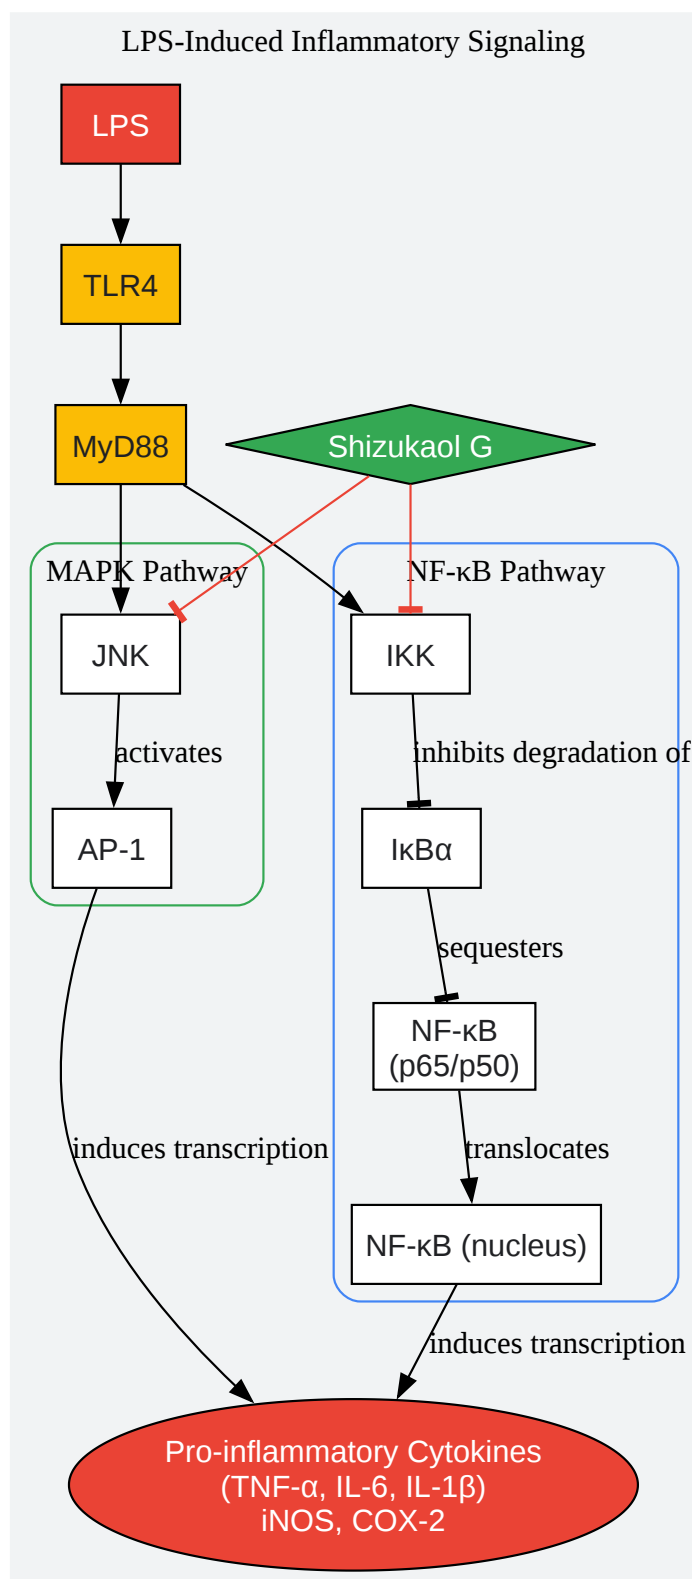 LPS-Induced Inflammatory Signaling
LPS
TLR4
MyD88
Shizukaol G
MAPK Pathway
NF-κB Pathway
JNK
IKK
activates
inhibits degradation of
AP-1
IκBα
sequesters
NF-κB
(p65/p50)
induces transcription
translocates
NF-κB (nucleus)
induces transcription
Pro-inflammatory Cytokines
(TNF-α, IL-6, IL-1β)
iNOS, COX-2